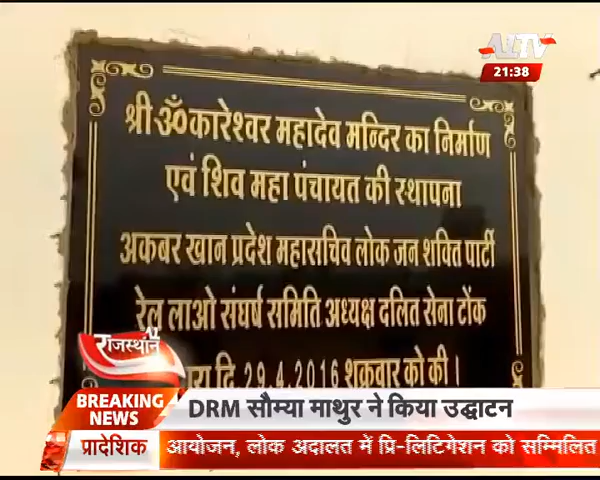 A1TV
21:38
श्री ॐकारेश्वर महादेव मन्दिर का निर्माण
एवं शिव महा पंचायत की स्थापना
अकबर खान प्रदेश महासचिव लोक जन शक्ति पार्टी
रेल लाओ संघर्ष समिति अध्यक्ष दलित सेना टोंक
दि 29.4.2016 शुक्रवार को की ।
राजस्थान
BREAKING NEWS
DRM सौम्या माथुर ने किया उद्घाटन
प्रादेशिक
आयोजन, लोक अदालत में प्रि-लिटिगेशन को सम्मिलित